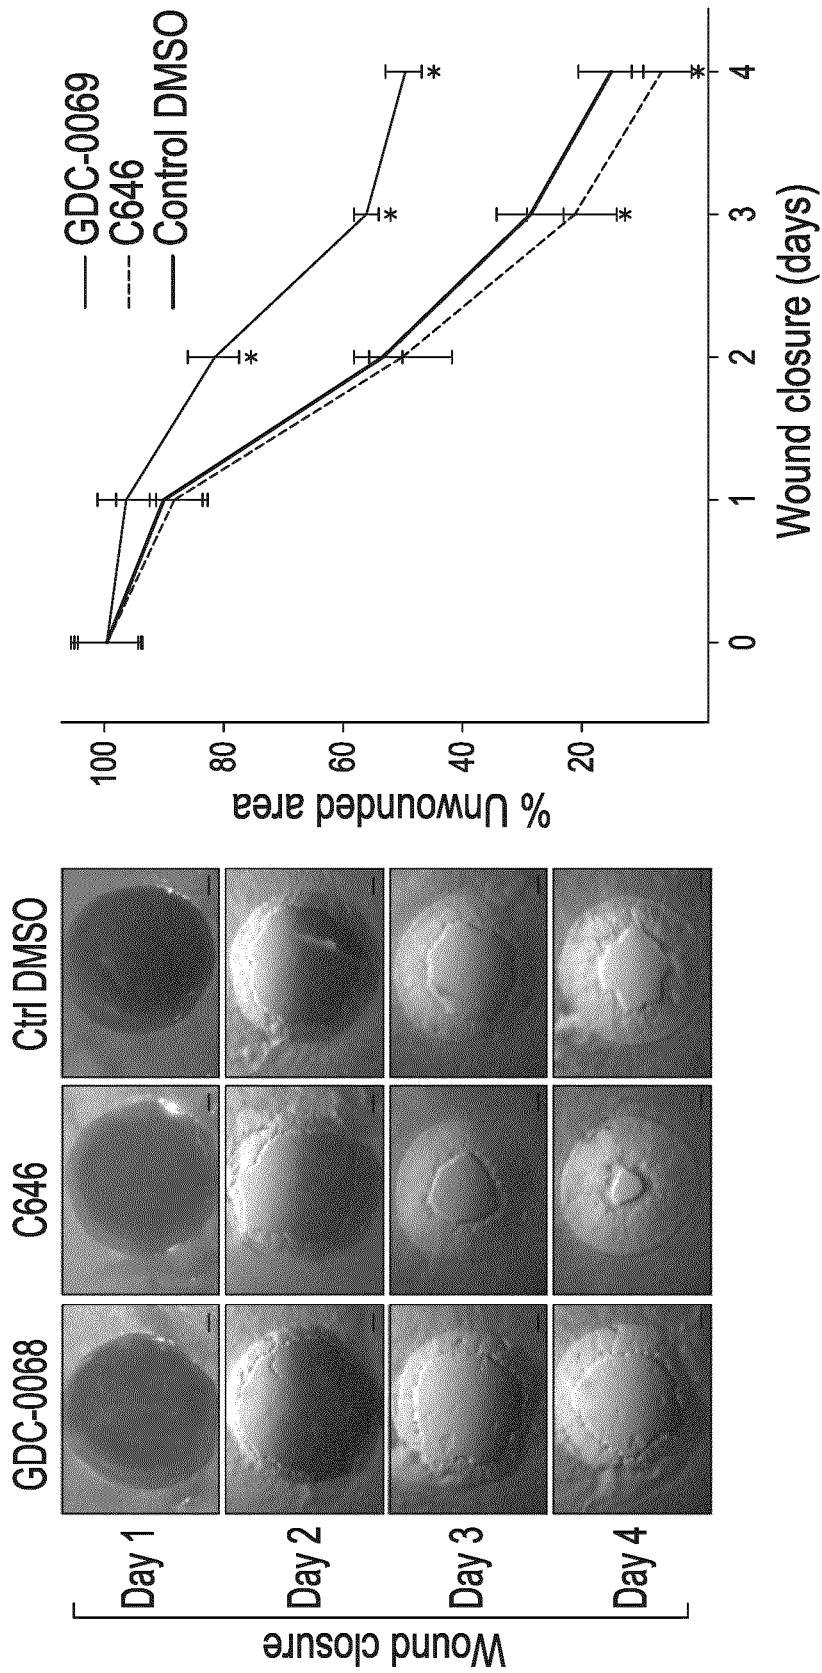 GDC-0068
C646
Ctrl DMSO
Wound closure
Day 1
Day 2
Day 3
Day 4
% Unwounded area
100
80
60
40
20
0
1
2
3
4
Wound closure (days)
GDC-0069
C646
Control DMSO
*
*
*
*
*